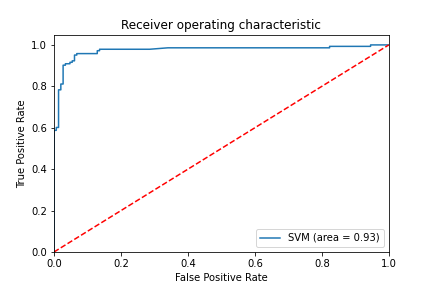 Receiver operating characteristic
1.0
0.8
0.6
0.4
0.2
0.0
True Positive Rate
SVM (area = 0.93)
0.0 0.2 0.4 0.6 0.8 1.0
False Positive Rate